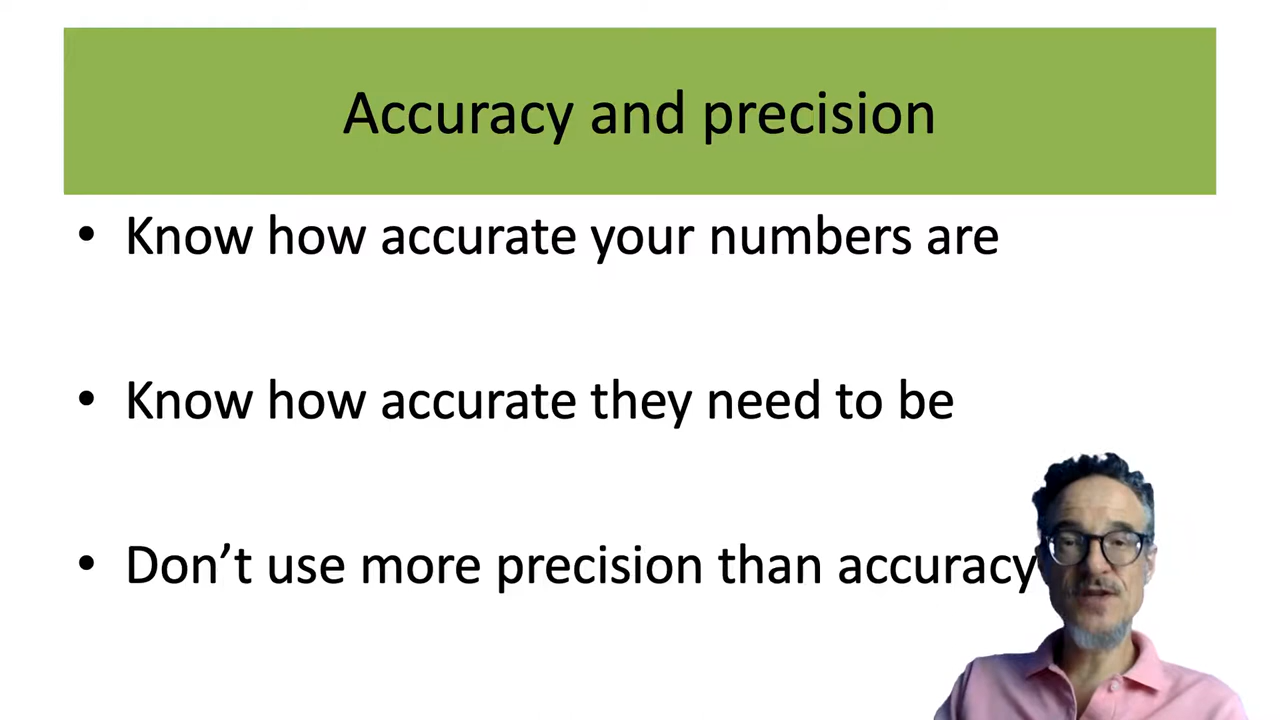 Accuracy and precision
• Know how accurate your numbers are
• Know how accurate they need to be
• Don’t use more precision than accuracy